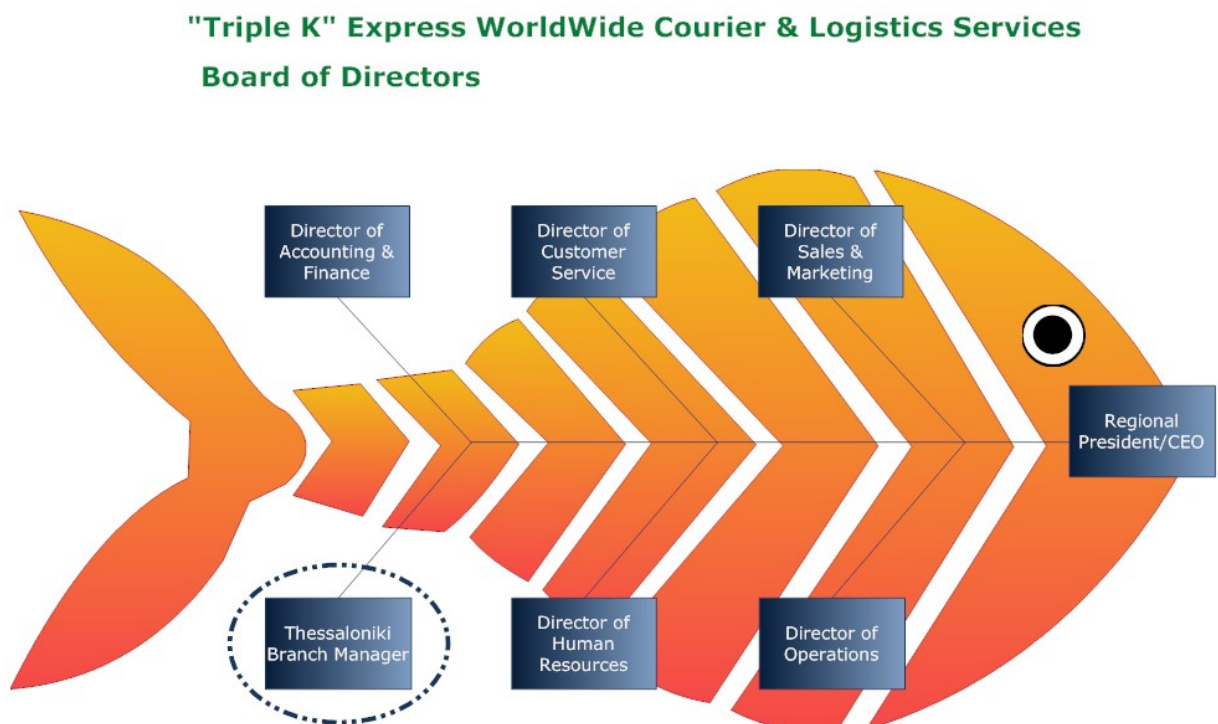 "Triple K" Express WorldWide Courier & Logistics Services
Board of Directors
Director of
Accounting &
Finance
Director of
Customer
Service
Director of
Sales &
Marketing
Regional
President/CEO
Thessaloniki
Branch Manager
Director of
Human
Resources
Director of
Operations